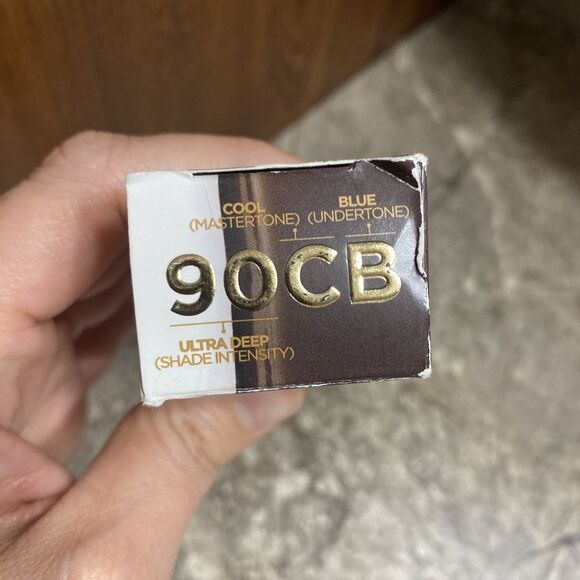 COOL BLUE
(MASTERTONE) (UNDERTONE)
90CB
ULTRA DEEP
(SHADE INTENSITY)